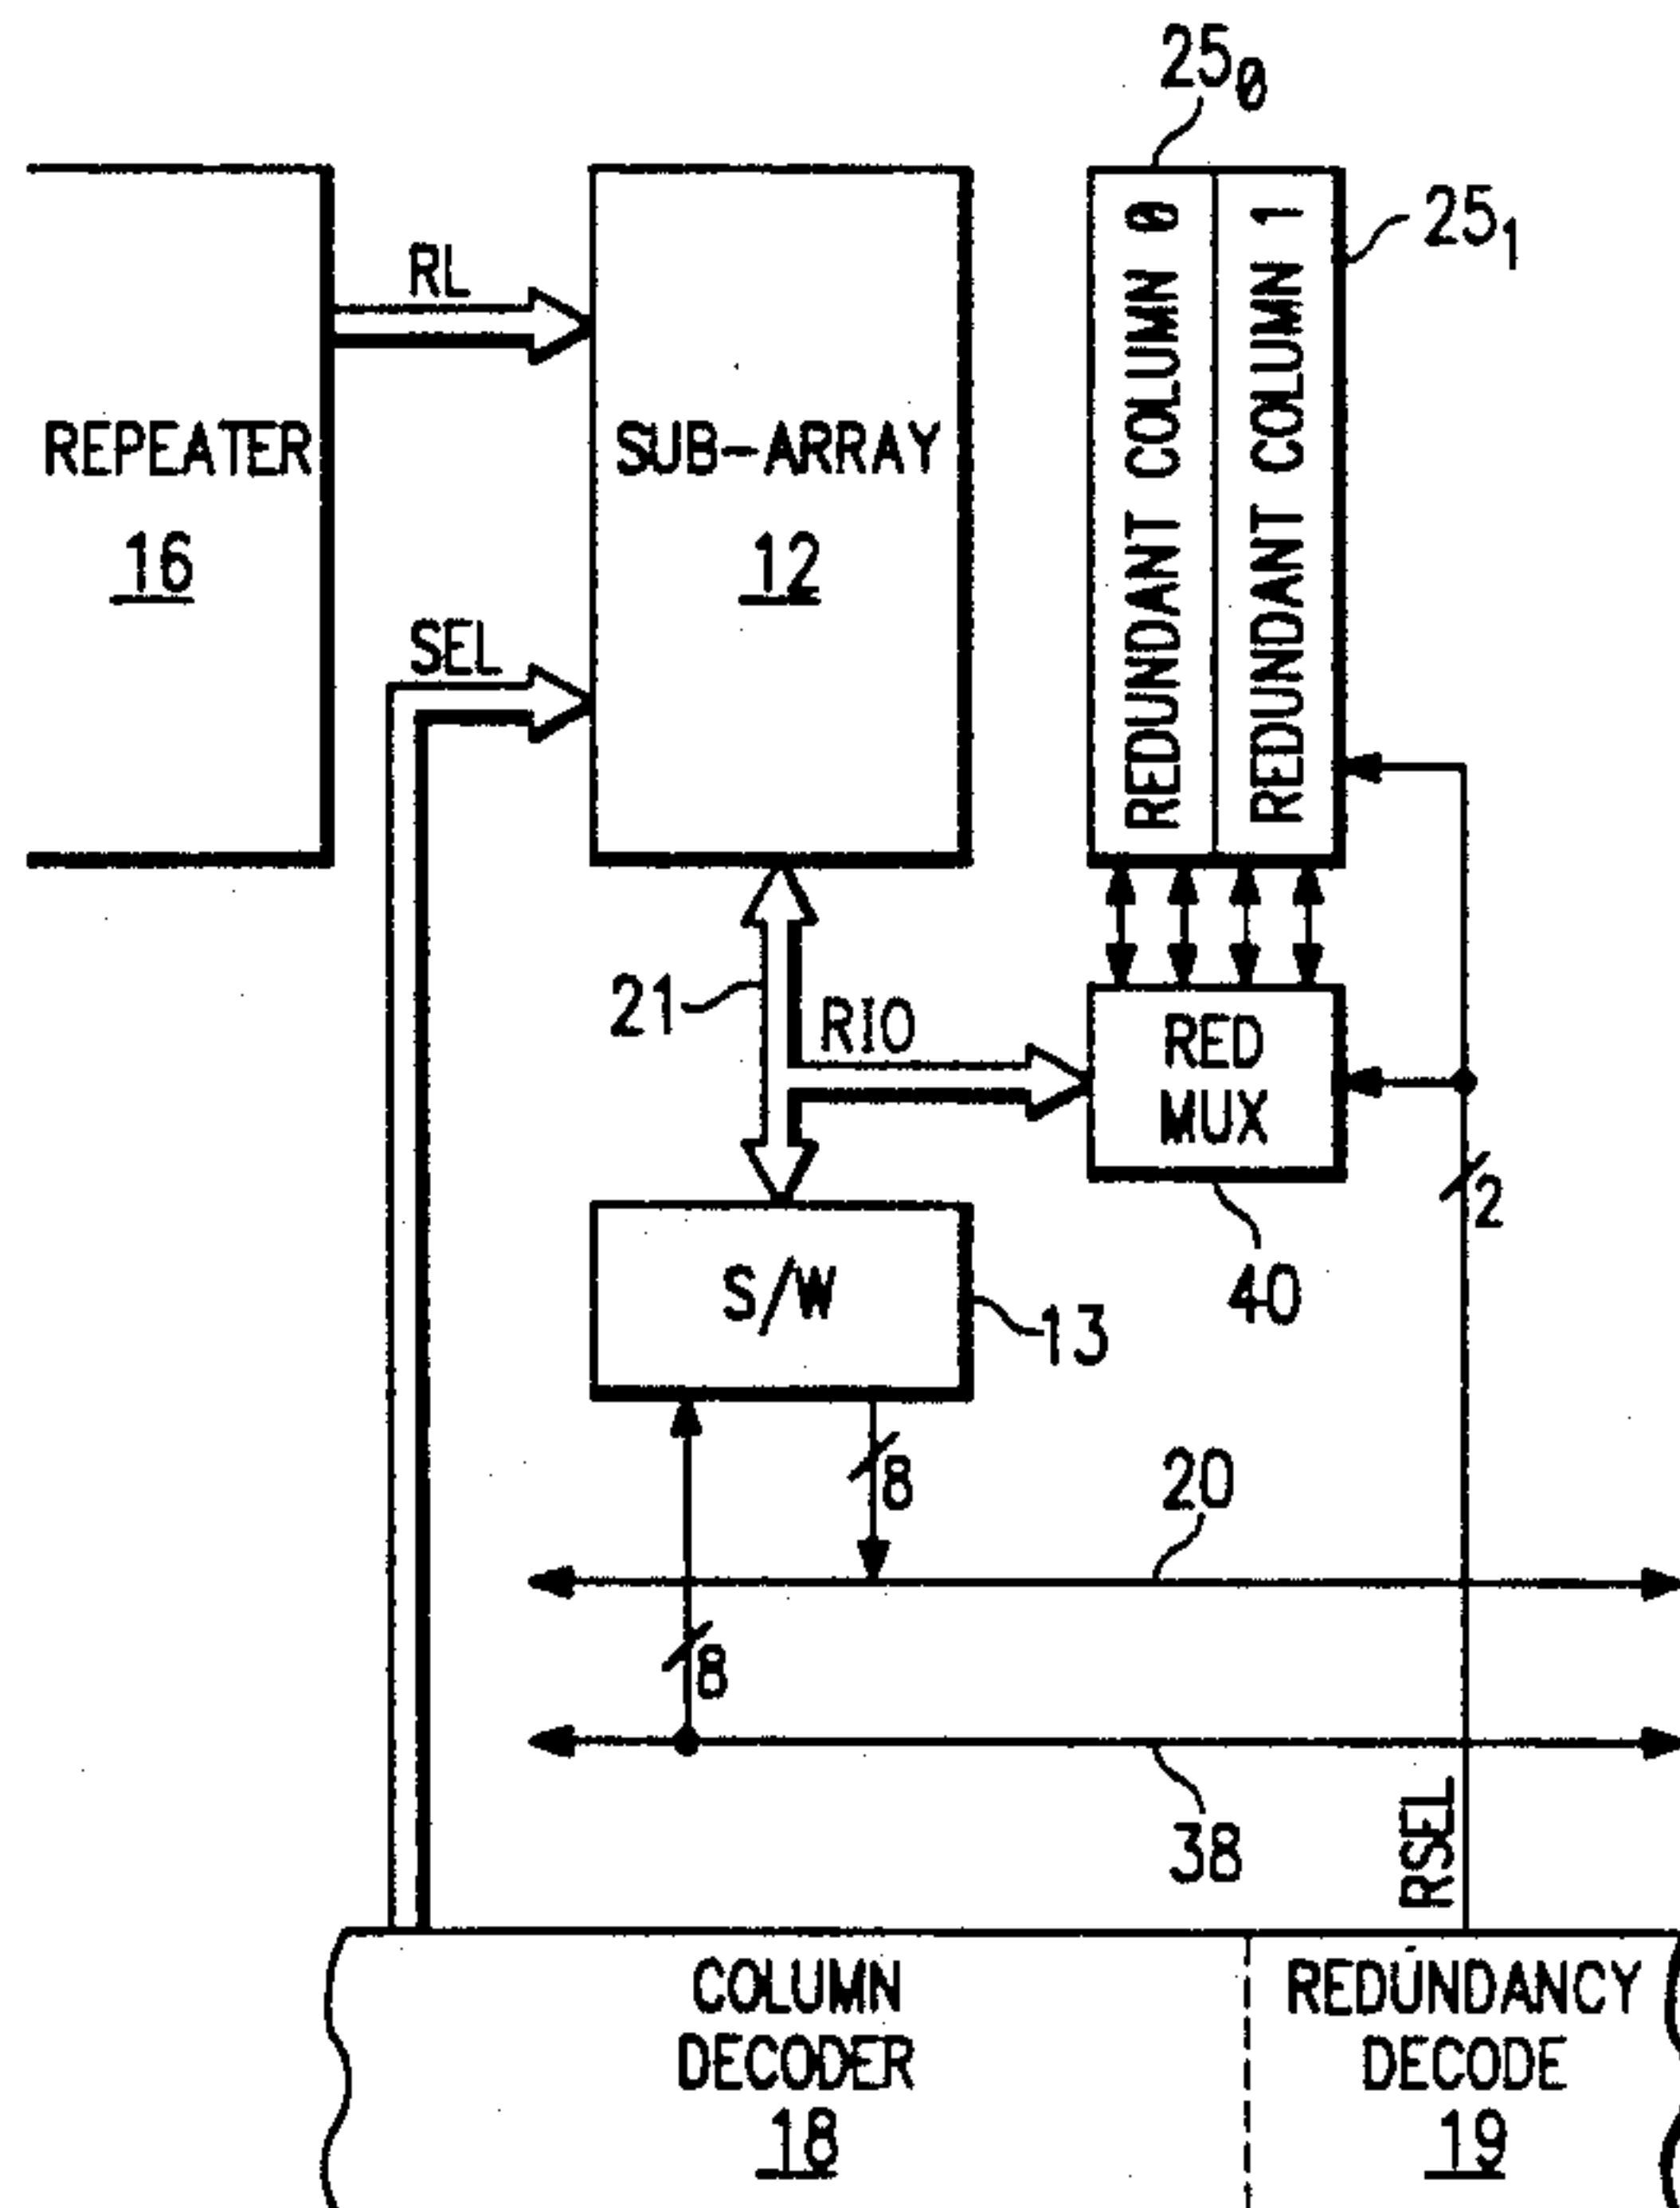 25₀
25₁
RL
REPEATER
16
SUB-ARRAY
12
REDUNDANT COLUMN 0
REDUNDANT COLUMN 1
SEL
21
RIO
RED
MUX
2
40
S/W
13
8
20
8
38
RSEL
COLUMN
DECODER
18
REDUNDANCY
DECODE
19